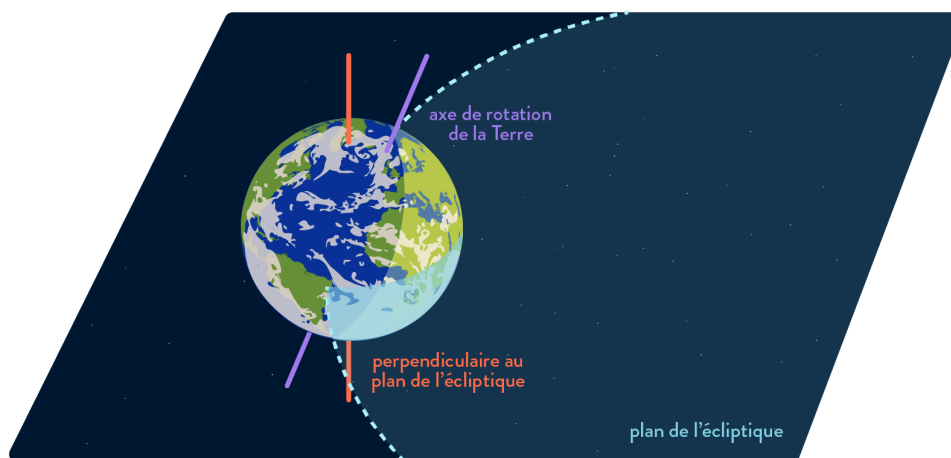 axe de rotation
de la Terre
perpendiculaire au
plan de l’écliptique
plan de l’écliptique